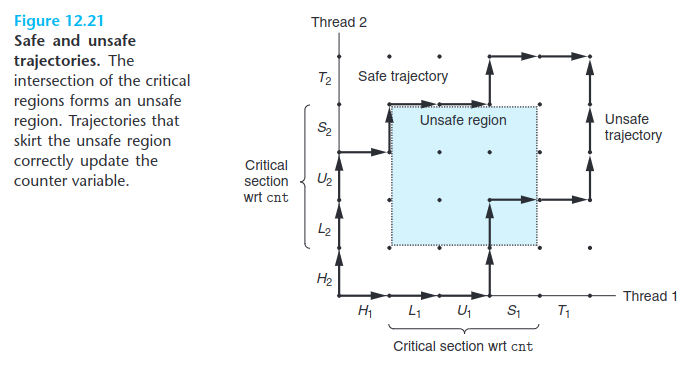 Figure 12.21
Safe and unsafe
trajectories. The
intersection of the critical
regions forms an unsafe
region. Trajectories that
skirt the unsafe region
correctly update the
counter variable.
Thread 2
T2
Safe trajectory
Unsafe region
Unsafe
trajectory
S2
Critical
section
wrt cnt
U2
L2
H2
Thread 1
H1 L1 U1 S1 T1
Critical section wrt cnt